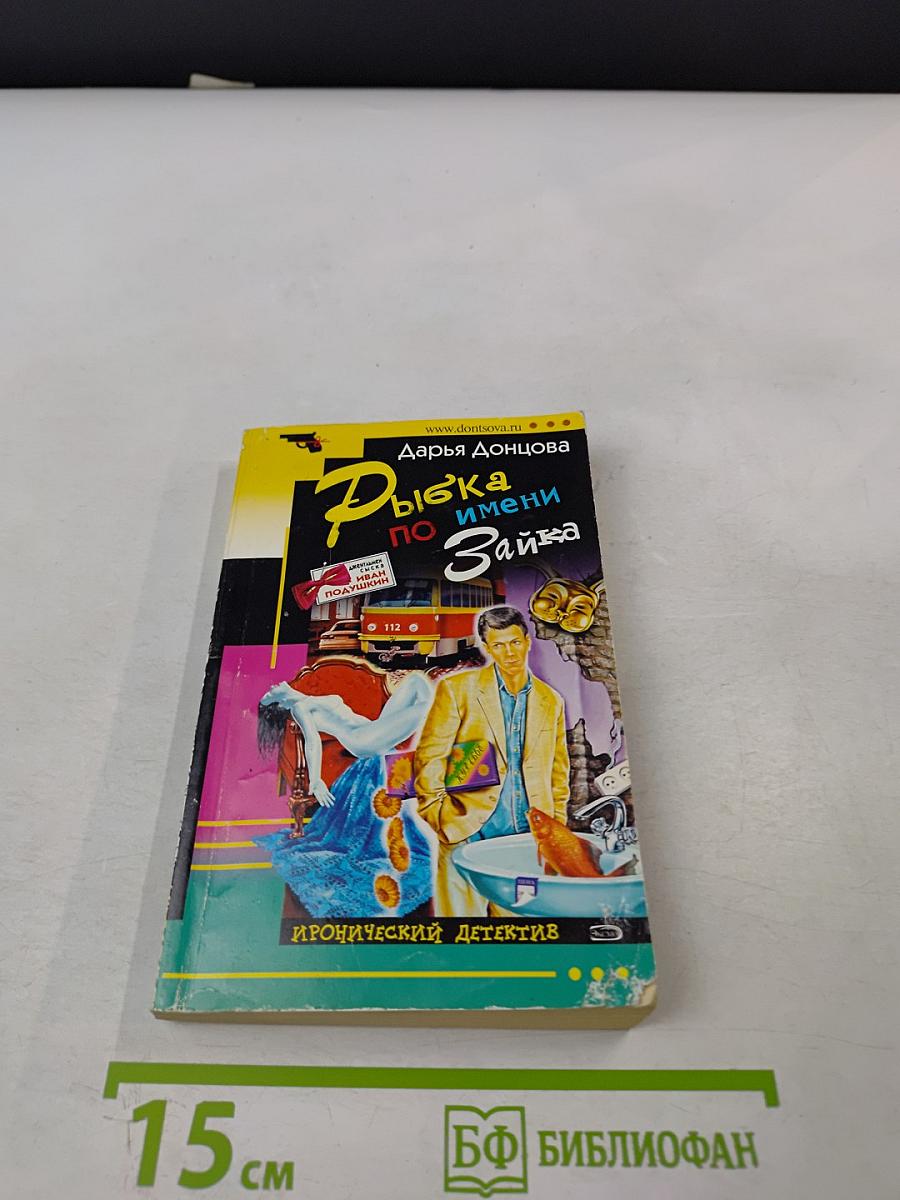 www.dontsova.ru
Дарья Донцова
Рыбка
по имени
Зайка
джентльмен
сыска
ИВАН
ПОДУШКИН
112
ИРОНИЧЕСКИЙ ДЕТЕКТИВ
ЭКСМО
15 см
БФ БИБЛИОФАН